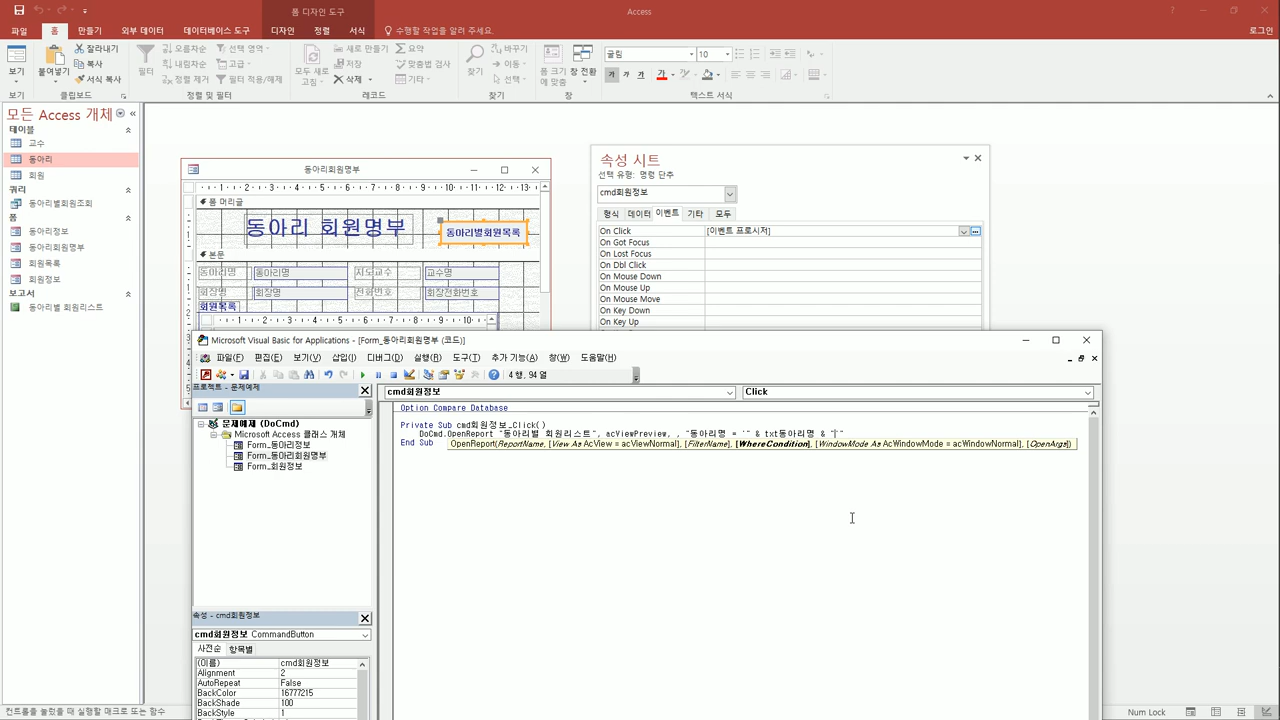 폼 디자인 도구
Access
파일 홈 만들기 외부 데이터 데이터베이스 도구 디자인 정렬 서식 수행할 작업을 알려 주세요. 로그인
보기 붙여넣기 잘라내기 복사 서식 복사
필터 오름차순 내림차순 정렬 제거 선택 영역 고급 필터 적용/해제
모두 새로 고침 새로 만들기 저장 삭제 요약 맞춤법 검사 기타
찾기 바꾸기 이동 선택
폼 크기에 맞춤 창 전환
굴림 10
가 가 가 가
보기 클립보드 정렬 및 필터 레코드 찾기 창 텍스트 서식
모든 Access 개체
테이블
교수
동아리
회원
쿼리
동아리별회원조회
폼
동아리정보
동아리회원명부
회원목록
회원정보
보고서
동아리별 회원리스트
동아리회원명부
폼 머리글
동아리 회원명부
동아리별회원목록
본문
동아리명 동아리명 지도교수 교수명
회장명 회장명 전화번호 회장전화번호
회원목록
속성 시트
선택 유형: 명령 단추
cmd회원정보
형식 데이터 이벤트 기타 모두
On Click [이벤트 프로시저]
On Got Focus
On Lost Focus
On Dbl Click
On Mouse Down
On Mouse Up
On Mouse Move
On Key Down
On Key Up
Microsoft Visual Basic for Applications - [Form_동아리회원명부 (코드)]
파일(F) 편집(E) 보기(V) 삽입(I) 디버그(D) 실행(R) 도구(T) 추가 기능(A) 창(W) 도움말(H)
4 행, 94 열
프로젝트 - 문제예제
문제예제 (DoCmd)
Microsoft Access 클래스 개체
Form_동아리정보
Form_동아리회원명부
Form_회원정보
속성 - cmd회원정보
cmd회원정보 CommandButton
사전순 항목별
(이름) cmd회원정보
Alignment 2
AutoRepeat False
BackColor 16777215
BackShade 100
BackStyle 1
cmd회원정보 Click
Option Compare Database
Private Sub cmd회원정보_Click()
DoCmd.OpenReport "동아리별 회원리스트", acViewPreview, , "동아리명 = '" & txt동아리명 & "'"
End Sub
OpenReport(ReportName, [View As AcView = acViewNormal], [FilterName], [WhereCondition], [WindowMode As AcWindowMode = acWindowNormal], [OpenArgs])
컨트롤을 눌렀을 때 실행할 매크로 또는 함수
Num Lock